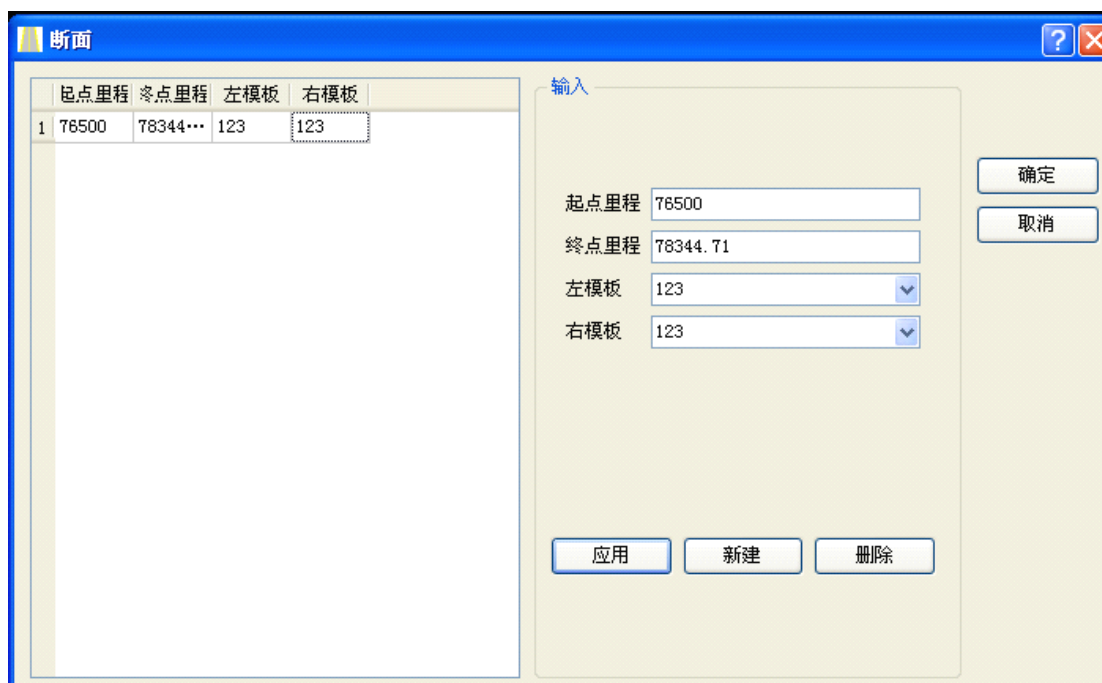 断面
起点里程 终点里程 左模板 右模板
1 76500 78344··· 123 123
输入
起点里程 76500
终点里程 78344.71
左模板 123
右模板 123
应用 新建 删除
确定
取消